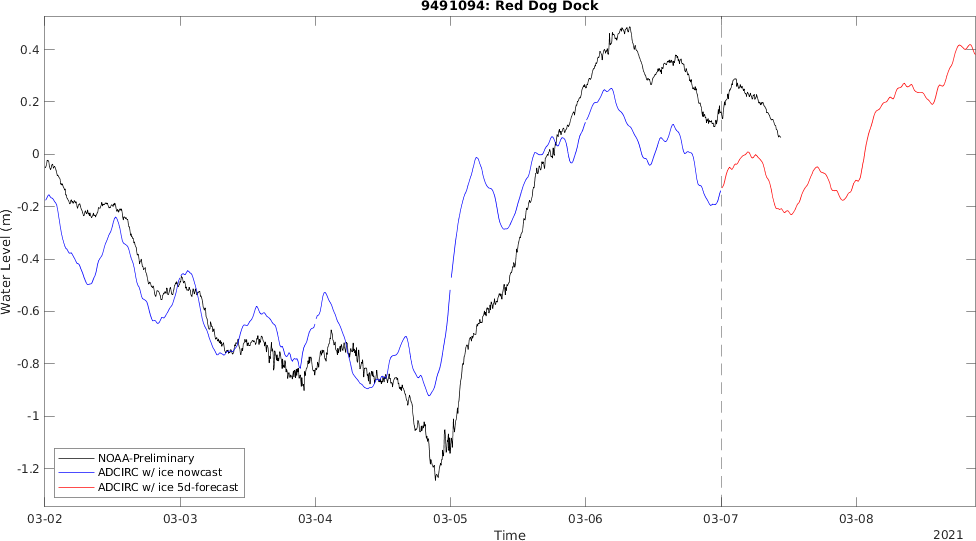 9491094: Red Dog Dock
0.4
0.2
0
-0.2
-0.4
-0.6
-0.8
-1
-1.2
Water Level (m)
NOAA-Preliminary
ADCIRC w/ ice nowcast
ADCIRC w/ ice 5d-forecast
03-02 03-03 03-04 03-05 03-06 03-07 03-08
Time
2021